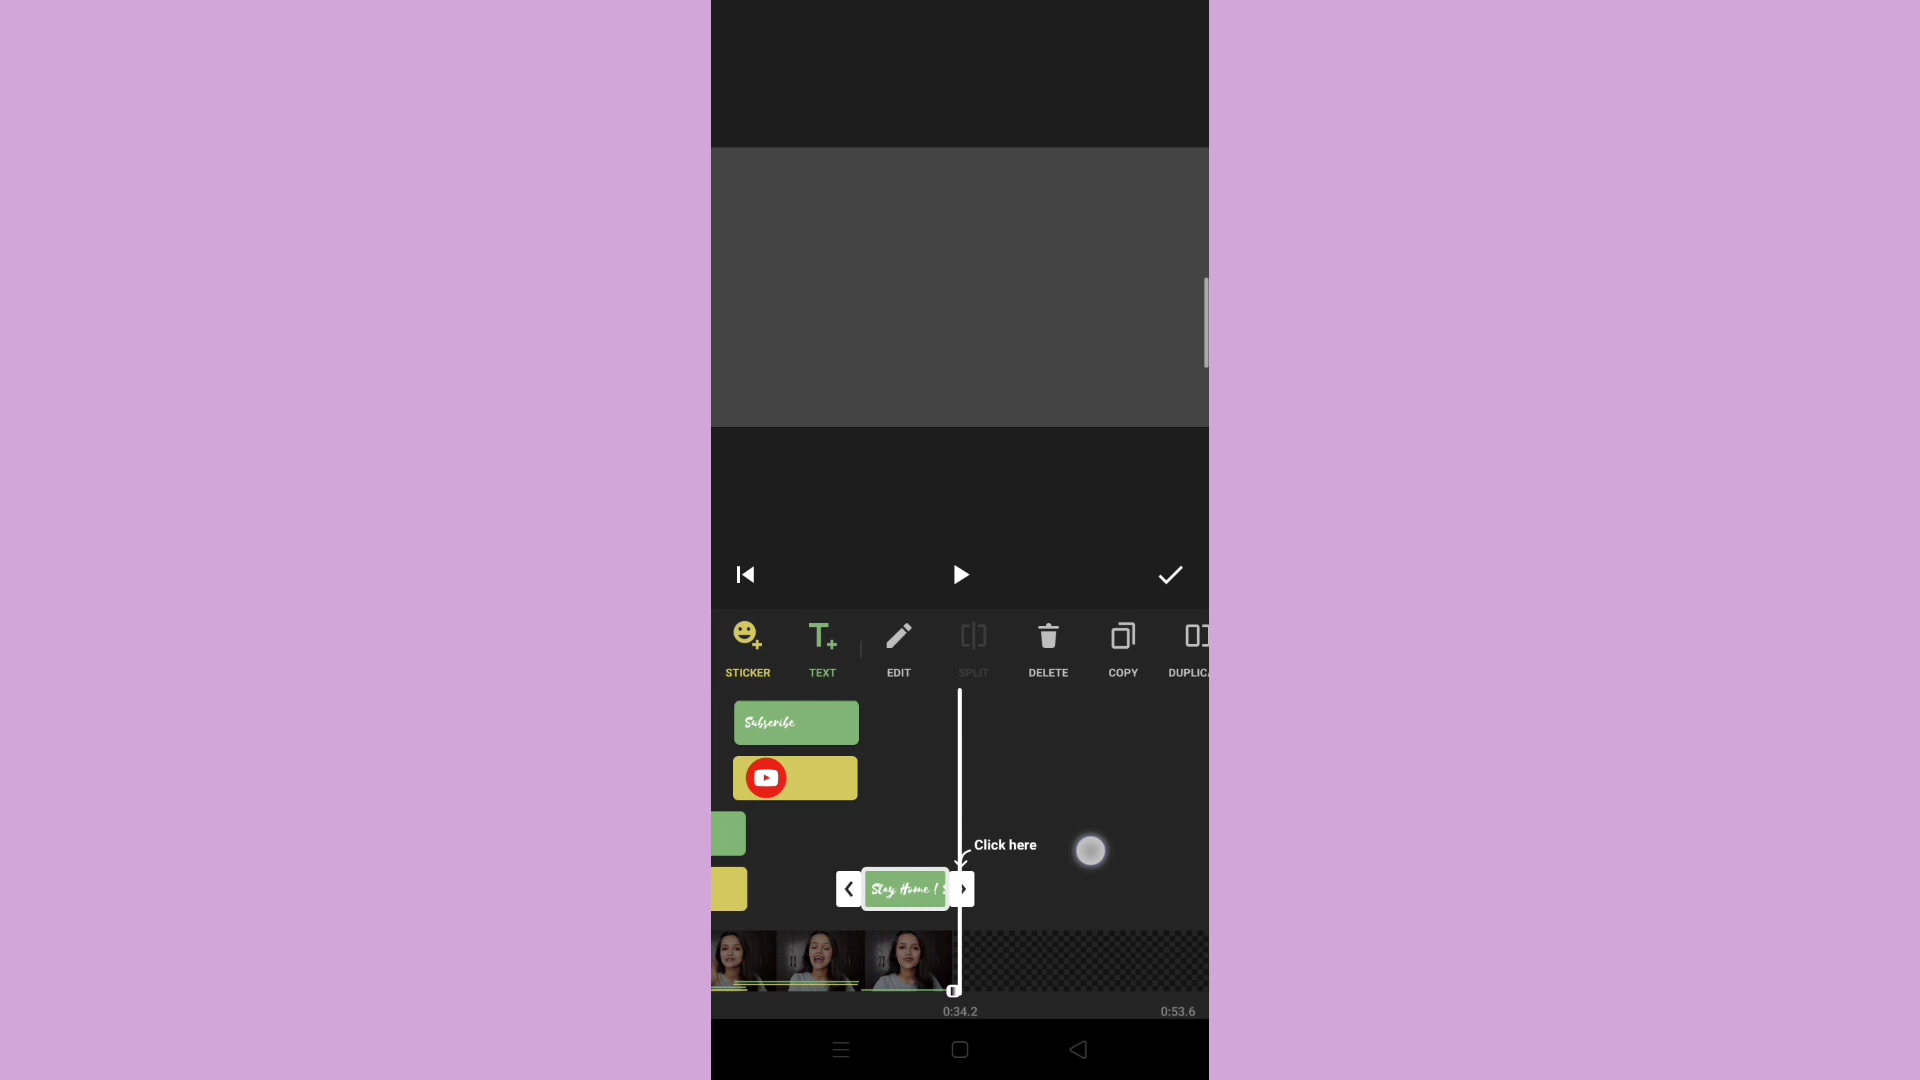 STICKER
TEXT
EDIT
SPLIT
DELETE
COPY
DUPLIC
Subscribe
Click here
Stay Home
0:34.2
0:53.6